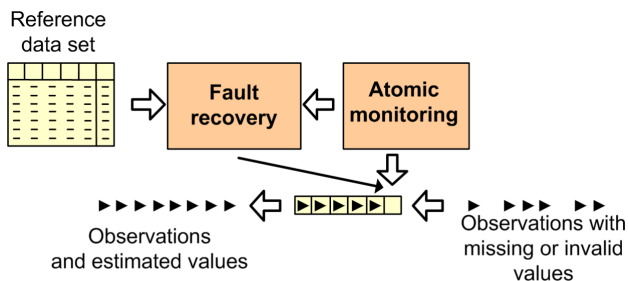 Reference
data set
Fault
recovery
Atomic
monitoring
Observations
and estimated values
Observations with
missing or invalid
values